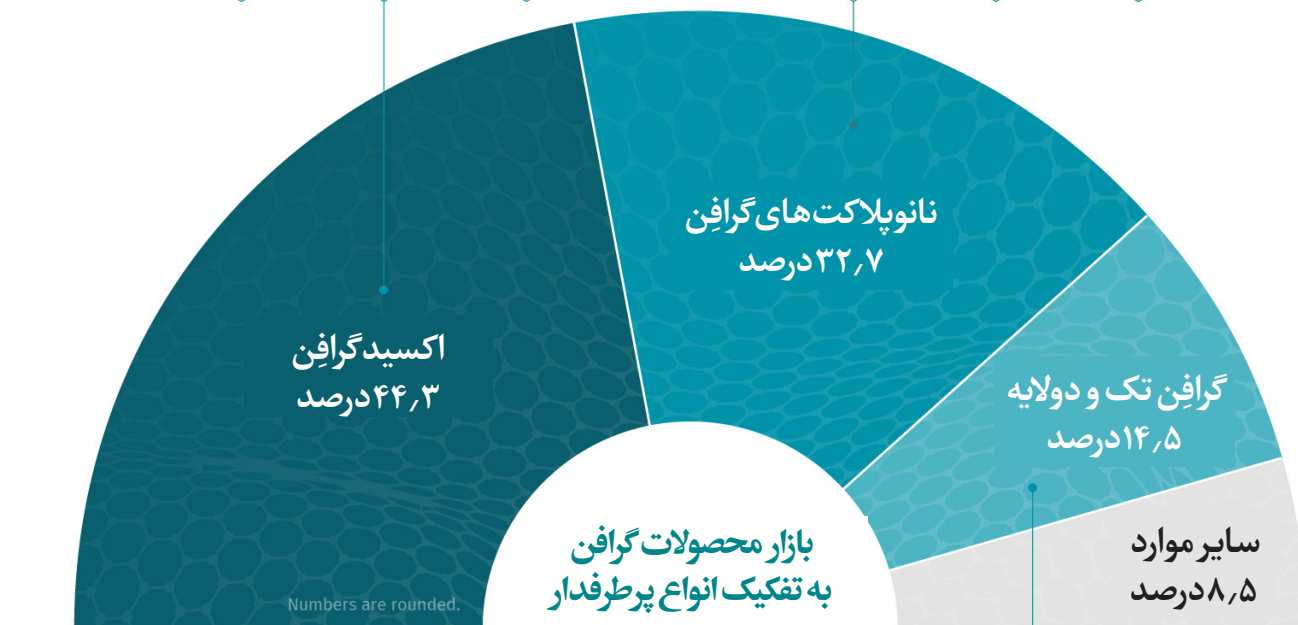 نانوپلاکت‌های گرافِن
۳۲٫۷ درصد
اکسید گرافِن
۴۴٫۳ درصد
گرافِن تک و دولایه
۱۴٫۵ درصد
سایر موارد
۸٫۵ درصد
بازار محصولات گرافن
به تفکیک انواع پرطرفدار
Numbers are rounded.